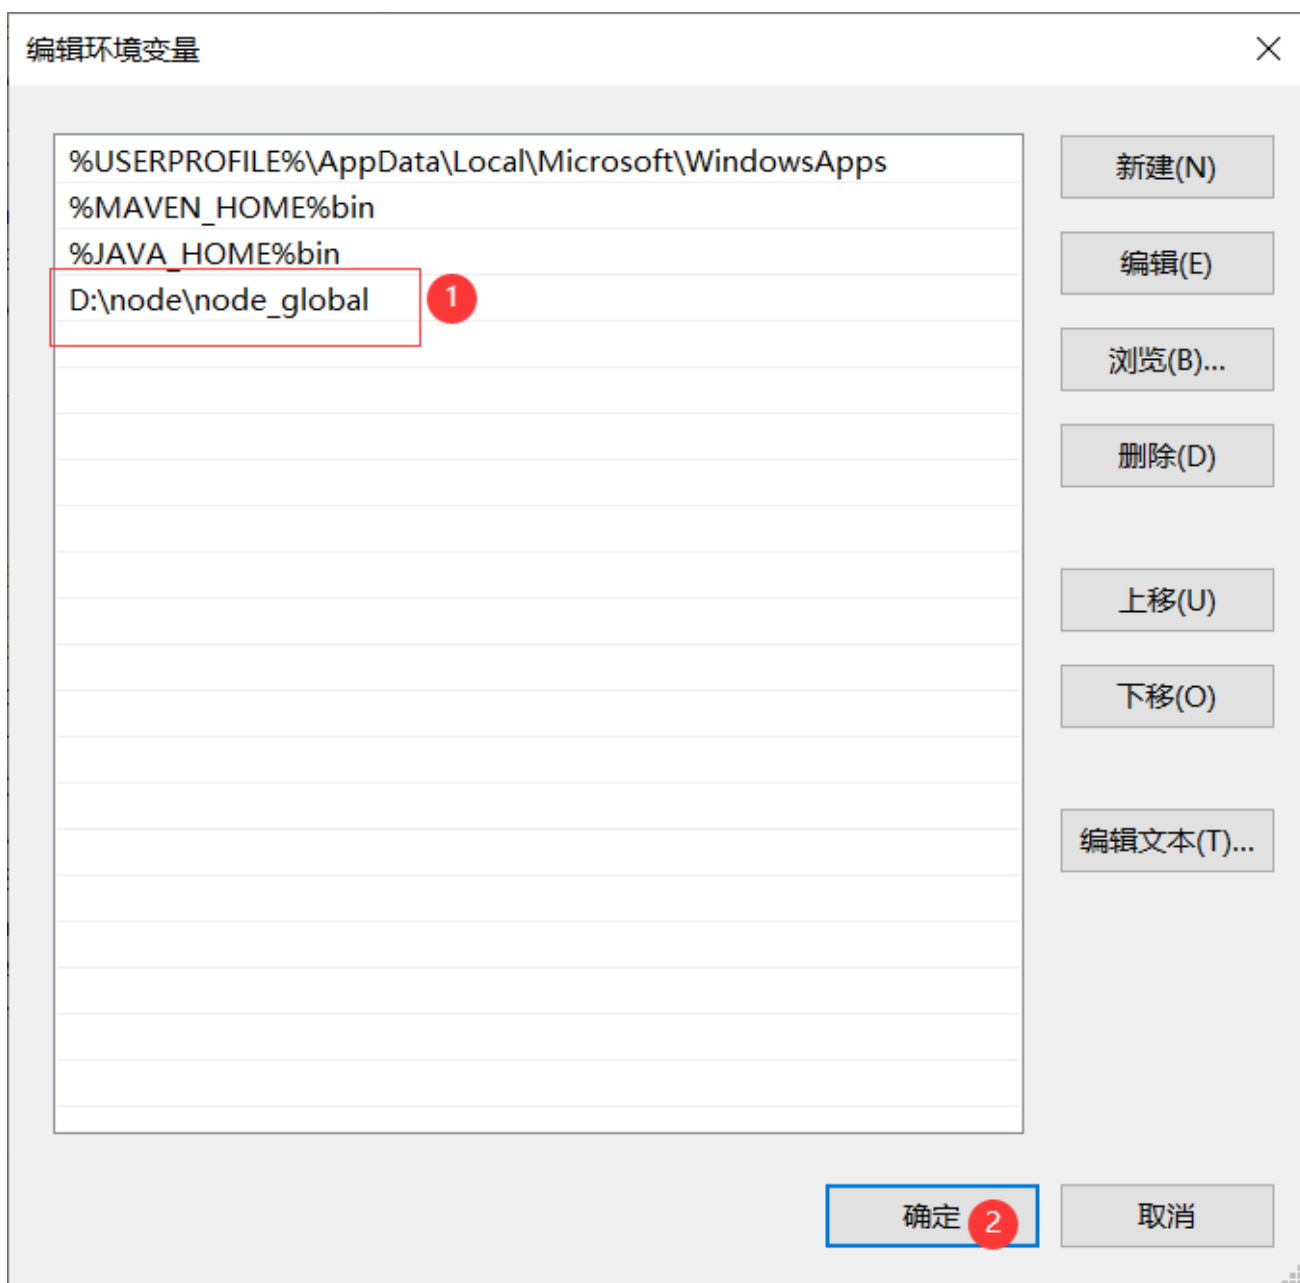 编辑环境变量
%USERPROFILE%\AppData\Local\Microsoft\WindowsApps
新建(N)
%MAVEN_HOME%bin
%JAVA_HOME%bin
编辑(E)
D:\node\node_global
1
浏览(B)...
删除(D)
上移(U)
下移(O)
编辑文本(T)...
确定
2
取消